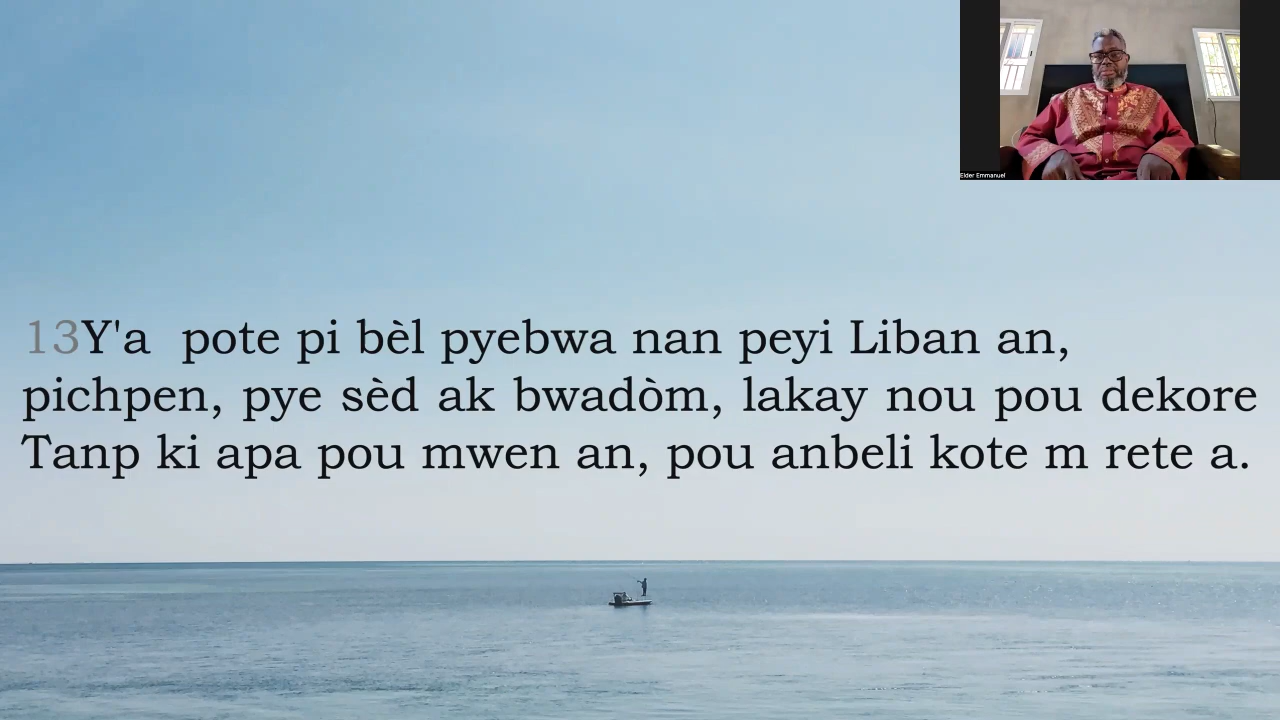 Elder Emmanuel
13Y'a pote pi bèl pyebwa nan peyi Liban an,
pichpen, pye sèd ak bwadòm, lakay nou pou dekore
Tanp ki apa pou mwen an, pou anbeli kote m rete a.